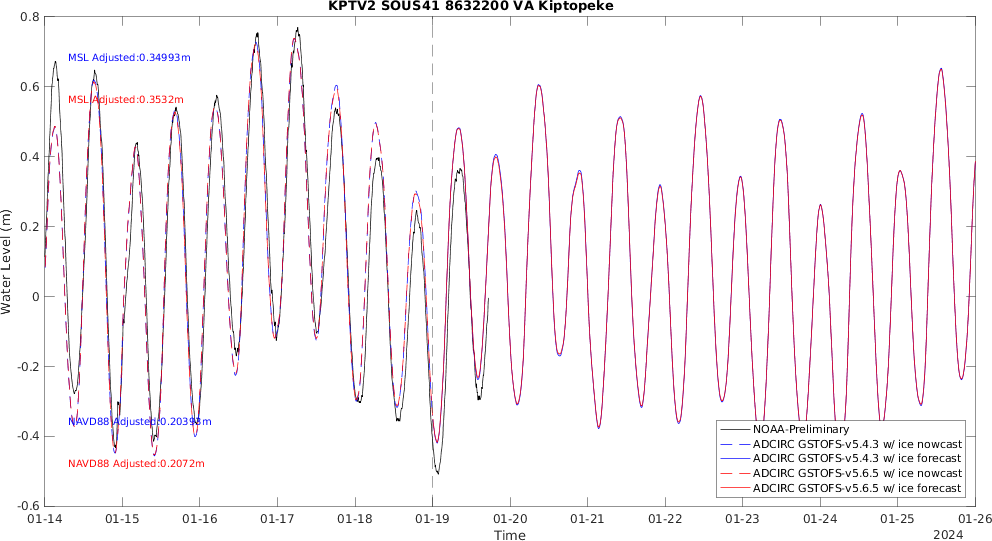 KPTV2 SOUS41 8632200 VA Kiptopeke
0.8
0.6
0.4
0.2
0
-0.2
-0.4
-0.6
Water Level (m)
MSL Adjusted:0.34993m
MSL Adjusted:0.3532m
NAVD88 Adjusted:0.20393m
NAVD88 Adjusted:0.2072m
NOAA-Preliminary
ADCIRC GSTOFS-v5.4.3 w/ ice nowcast
ADCIRC GSTOFS-v5.4.3 w/ ice forecast
ADCIRC GSTOFS-v5.6.5 w/ ice nowcast
ADCIRC GSTOFS-v5.6.5 w/ ice forecast
01-14 01-15 01-16 01-17 01-18 01-19 01-20 01-21 01-22 01-23 01-24 01-25 01-26
Time
2024